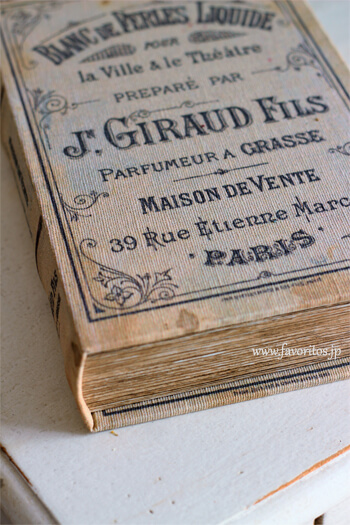 BLANC DE PERLES LIQUIDE
POUR
la Ville & le Théâtre
PREPARÉ PAR
Jn. GIRAUD FILS
PARFUMEUR A GRASSE
MAISON DE VENTE
39 Rue Etienne Marc
PARIS
www.favoritos.jp